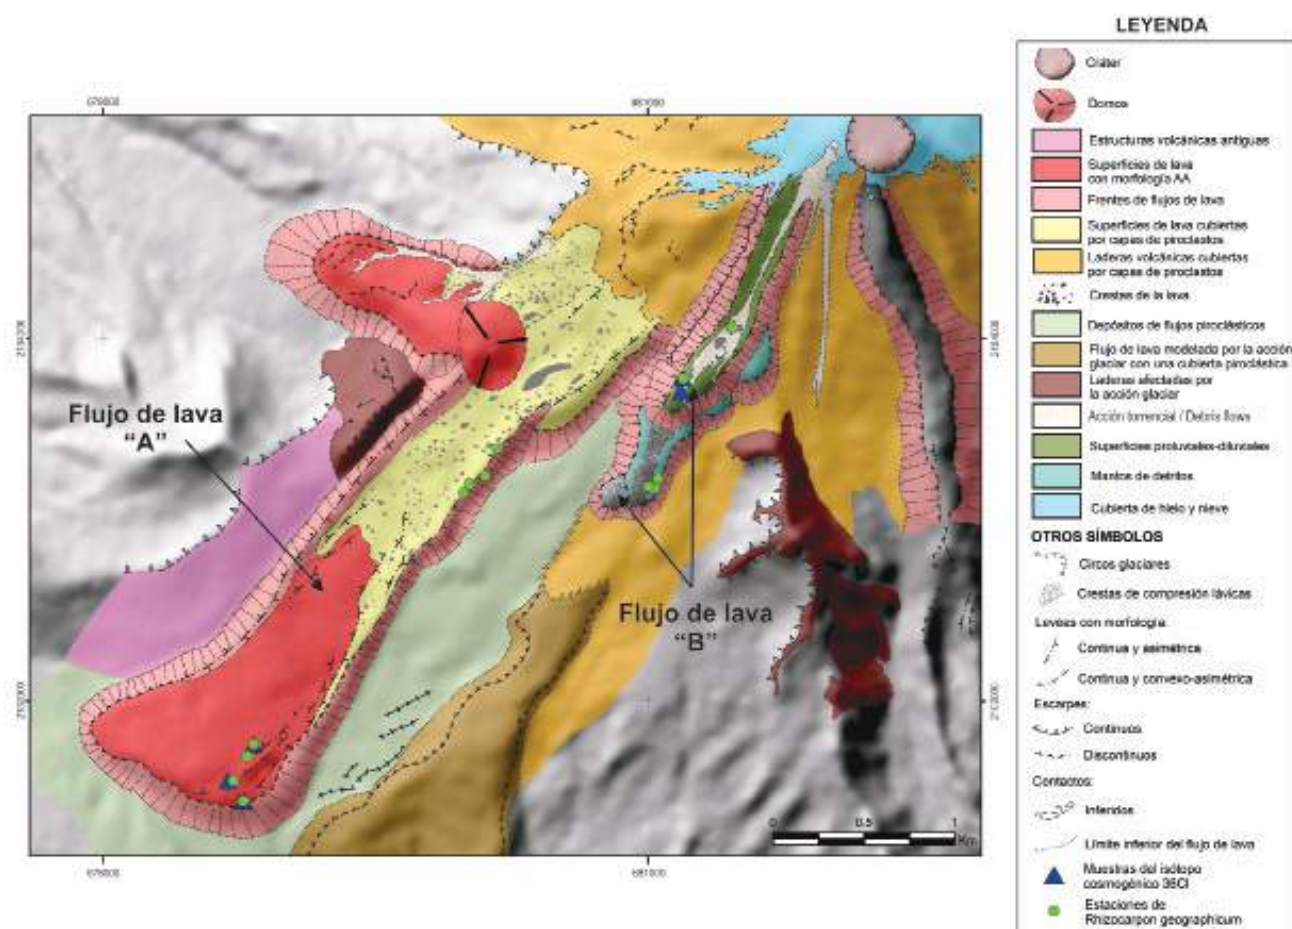 LEYENDA
Cráter
Domos
Estructuras volcánicas antiguas
Superficies de lava
con morfología AA
Frentes de flujos de lava
Superficies de lava cubiertas
por capas de piroclastos
Laderas volcánicas cubiertas
por capas de piroclastos
Crestas de la lava
Depósitos de flujos piroclásticos
Flujo de lava modelada por la acción
glaciar con una cubierta piroclástica
Laderas afectadas por
la acción glaciar
Acción torrencial / Debris flows
Superficies proluviales-diluviales
Mantos de detritos
Cubierta de hielo y nieve
OTROS SÍMBOLOS
Circos glaciares
Crestas de compresión lávicas
Levées con morfología:
Continua y asimétrica
Continua y convexo-asimétrica
Escarpes:
Continuos
Discontinuos
Contactos:
Inferidos
Límite inferior del flujo de lava
Muestras del isótopo
cosmogénico 36Cl
Estaciones de
Rhizocarpon geographicum
681000
Flujo de lava
"A"
Flujo de lava
"B"
0 0.5 1
Km
681000